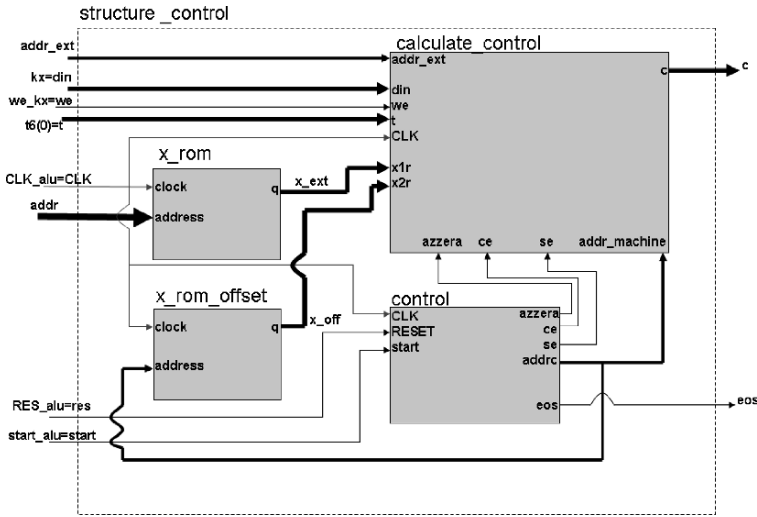 structure _control
addr_ext
kx=din
we_kx=we
t6(0)=t
CLK_alu=CLK
addr
RES_alu=res
start_alu=start
calculate_control
addr_ext
din
we
t
CLK
x1r
x2r
c
c
azzera ce se addr_machine
x_rom
clock q
address
x_ext
x_rom_offset
clock q
address
x_off
control
CLK azzera
RESET ce
start se
addrc
eos
eos